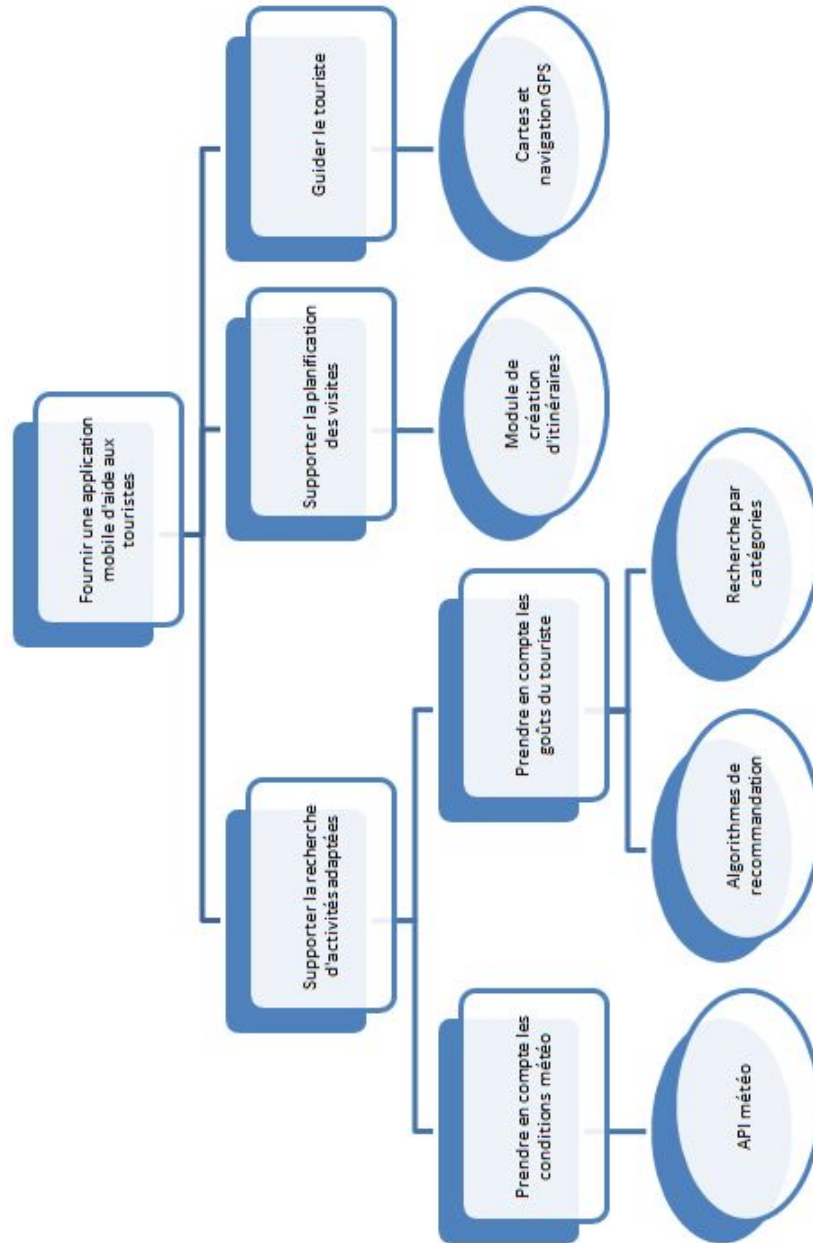 Fournir une application
mobile d'aide aux
touristes
Supporter la recherche
d'activités adaptées
Supporter la planification
des visites
Guider le touriste
Prendre en compte les
conditions météo
Prendre en compte les
goûts du touriste
Module de
création
d'itinéraires
Cartes et
navigation GPS
API météo
Algorithmes de
recommandation
Recherche par
catégories